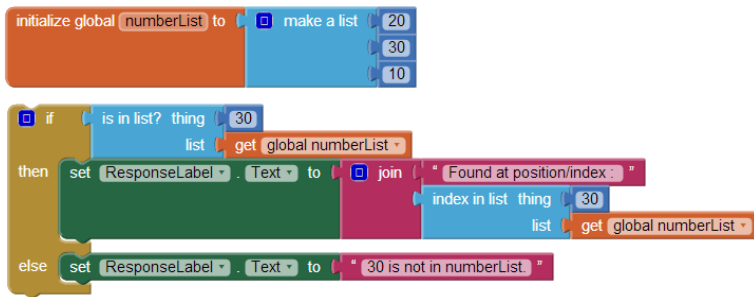 initialize global numberList to make a list 20
30
10
if is in list? thing 30
list get global numberList
then set ResponseLabel . Text to join " Found at position/index : "
index in list thing 30
list get global numberList
else set ResponseLabel . Text to " 30 is not in numberList. "